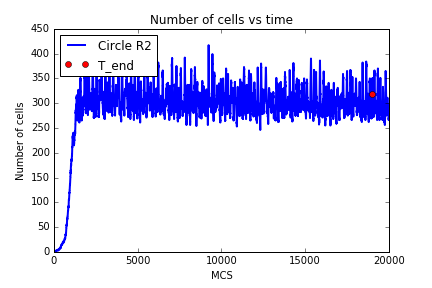 Number of cells vs time
450
400
350
300
250
200
150
100
50
0
Number of cells
Circle R2
T_end
0 5000 10000 15000 20000
MCS